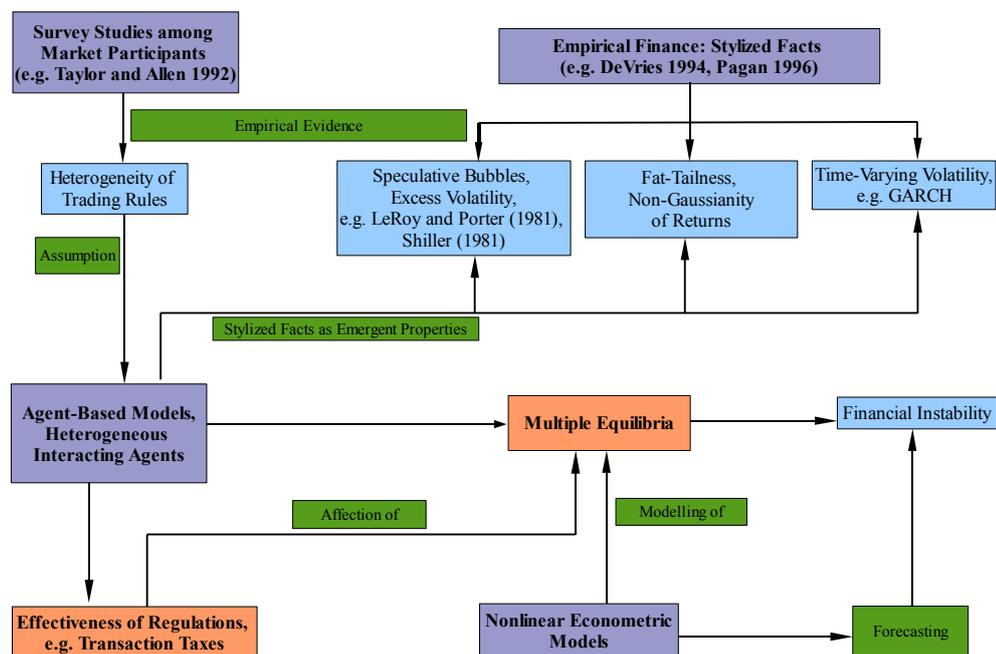 Survey Studies among
Market Participants
(e.g. Taylor and Allen 1992)
Empirical Finance: Stylized Facts
(e.g. DeVries 1994, Pagan 1996)
Empirical Evidence
Heterogeneity of
Trading Rules
Speculative Bubbles,
Excess Volatility,
e.g. LeRoy and Porter (1981),
Shiller (1981)
Fat-Tailness,
Non-Gaussianity
of Returns
Time-Varying Volatility,
e.g. GARCH
Assumption
Stylized Facts as Emergent Properties
Agent-Based Models,
Heterogeneous
Interacting Agents
Multiple Equilibria
Financial Instability
Affection of
Modelling of
Effectiveness of Regulations,
e.g. Transaction Taxes
Nonlinear Econometric
Models
Forecasting